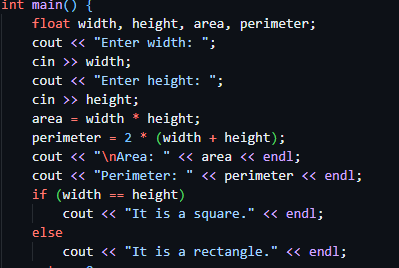 int main() {
    float width, height, area, perimeter;
    cout << "Enter width: ";
    cin >> width;
    cout << "Enter height: ";
    cin >> height;
    area = width * height;
    perimeter = 2 * (width + height);
    cout << "\nArea: " << area << endl;
    cout << "Perimeter: " << perimeter << endl;
    if (width == height)
        cout << "It is a square." << endl;
    else
        cout << "It is a rectangle." << endl;